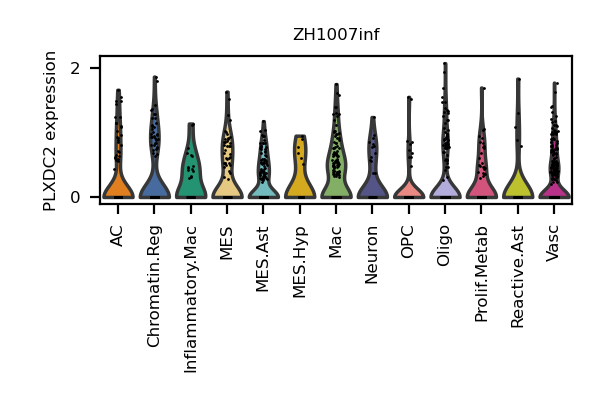 ZH1007inf
PLXDC2 expression
2
0
AC
Chromatin.Reg
Inflammatory.Mac
MES
MES.Ast
MES.Hyp
Mac
Neuron
OPC
Oligo
Prolif.Metab
Reactive.Ast
Vasc